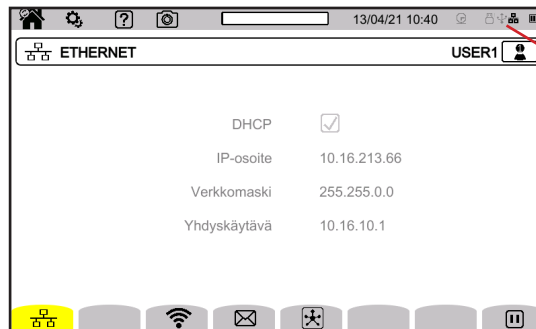 13/04/21 10:40
ETHERNET
USER1
DHCP
IP-osoite 10.16.213.66
Verkkomaski 255.255.0.0
Yhdyskäytävä 10.16.10.1